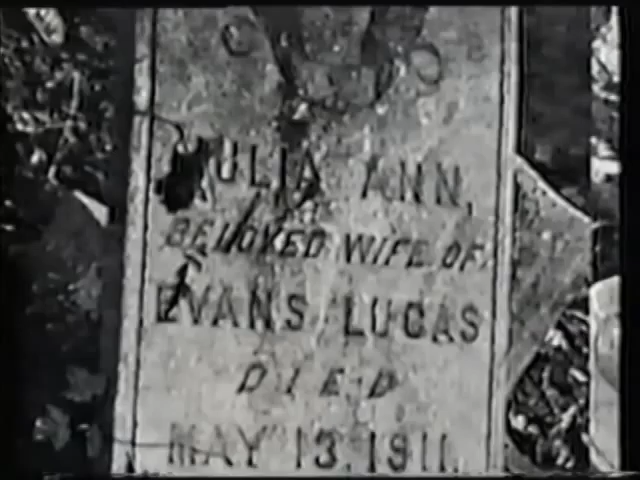 JULIA ANN,
BELOVED WIFE OF
EVANS LUCAS
DIED
MAY 13, 1911.